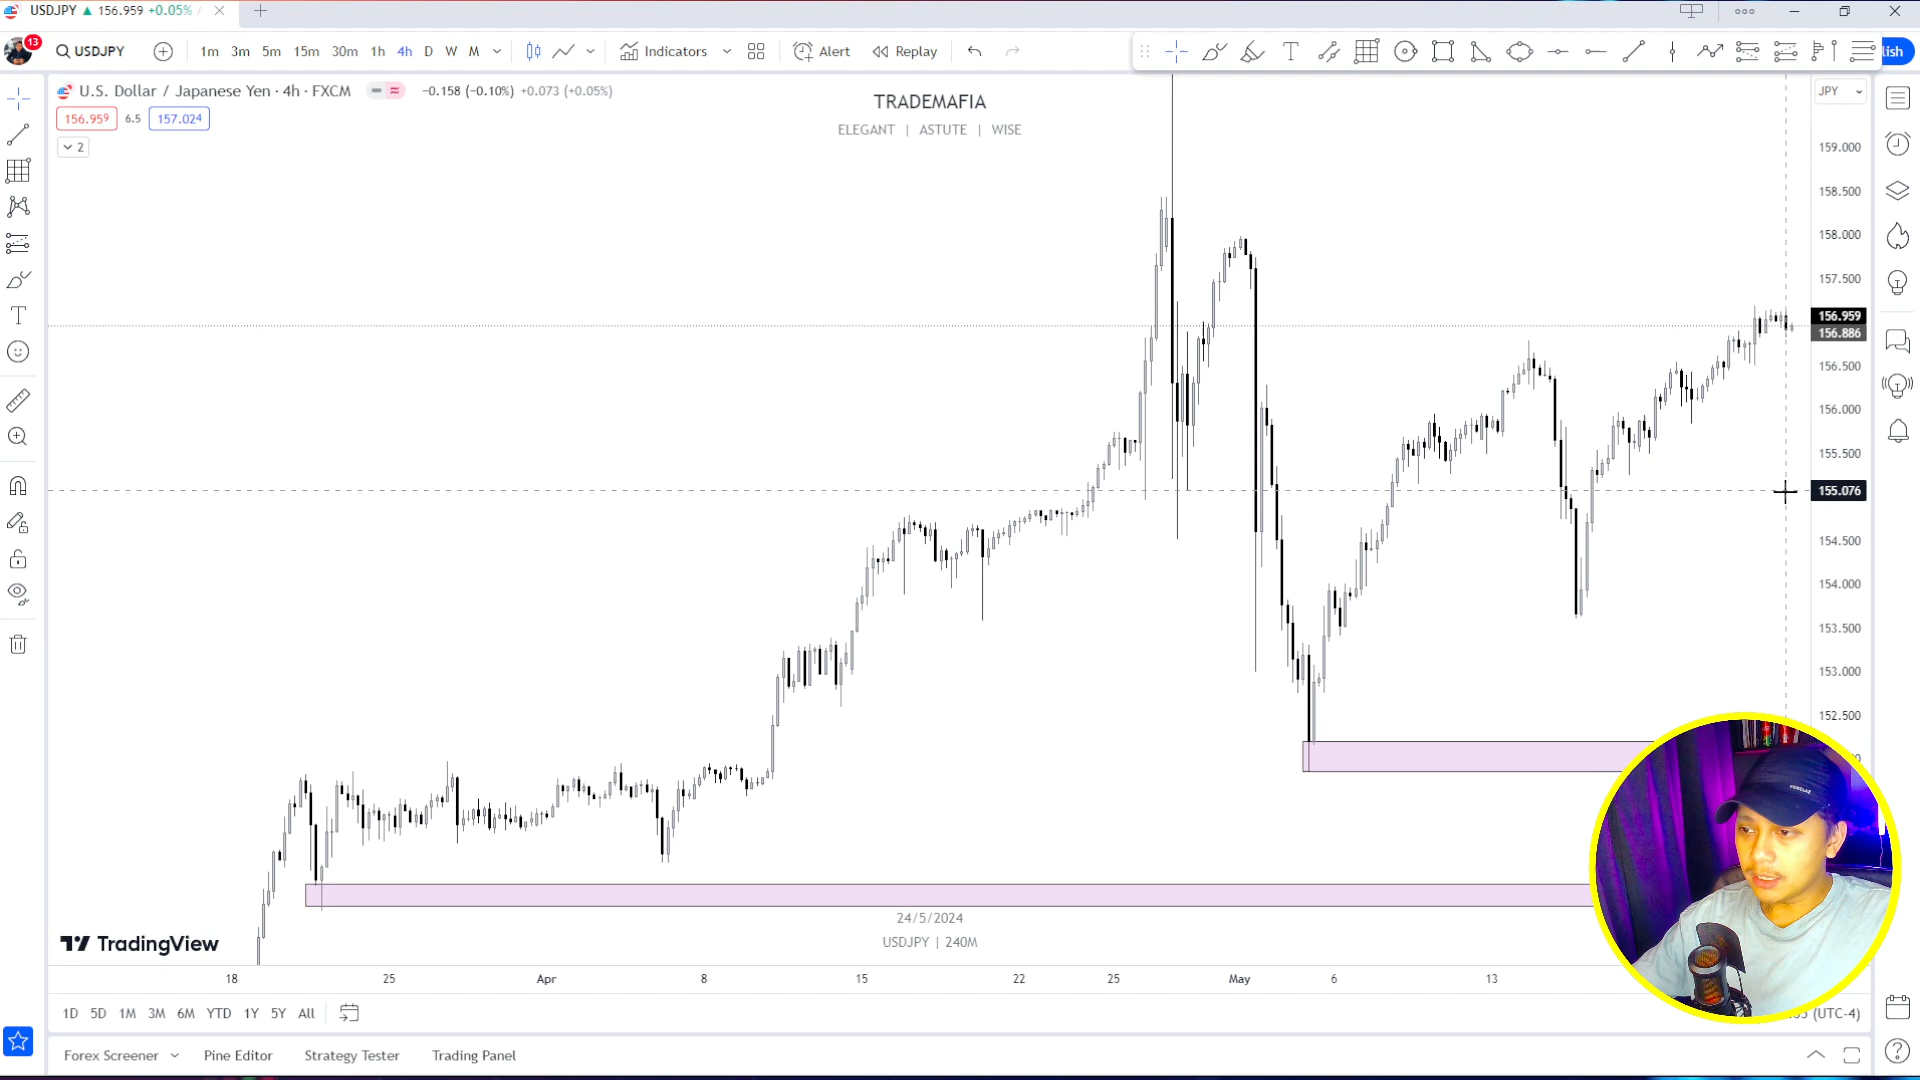 USDJPY ▲ 156.959 +0.05% /
13
USDJPY
1m 3m 5m 15m 30m 1h 4h D W M
Indicators
Alert
Replay
lish
U.S. Dollar / Japanese Yen · 4h · FXCM
−0.158 (−0.10%) +0.073 (+0.05%)
156.959 6.5 157.024
2
TRADEMAFIA
ELEGANT | ASTUTE | WISE
JPY
159.000
158.500
158.000
157.500
156.959
156.886
156.500
156.000
155.500
155.076
154.500
154.000
153.500
153.000
152.500
24/5/2024
USDJPY | 240M
TradingView
18 25 Apr 8 15 22 25 May 6 13
1D 5D 1M 3M 6M YTD 1Y 5Y All
(UTC-4)
Forex Screener Pine Editor Strategy Tester Trading Panel